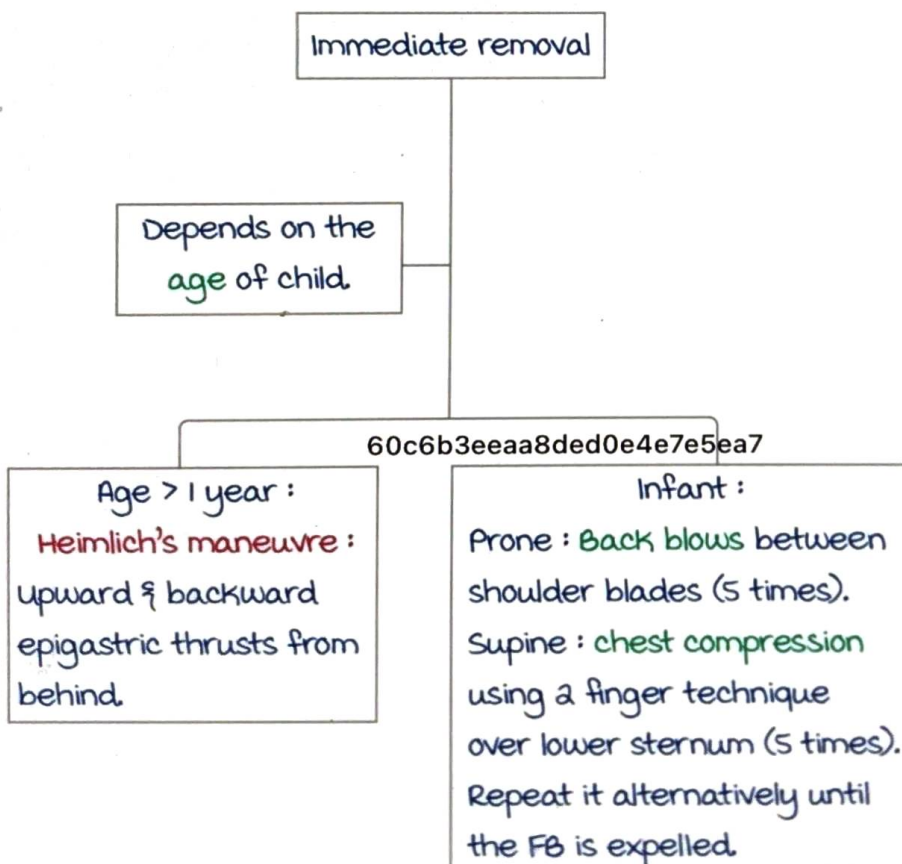 Immediate removal
Depends on the
age of child.
60c6b3eeaa8ded0e4e7e5ea7
Age > 1 year :
Heimlich's maneuvre :
upward & backward
epigastric thrusts from
behind.
Infant :
Prone : Back blows between
shoulder blades (5 times).
Supine : chest compression
using 2 finger technique
over lower sternum (5 times).
Repeat it alternatively until
the FB is expelled.